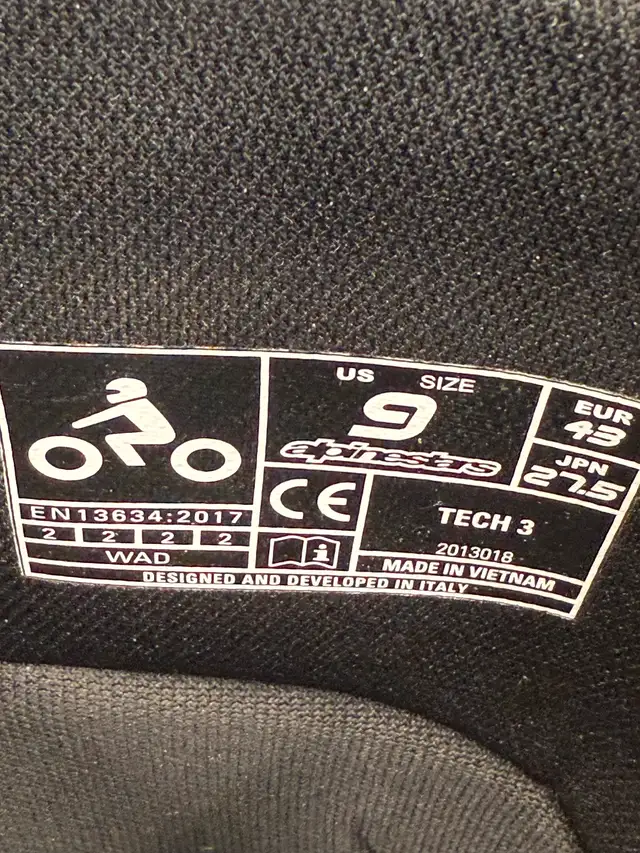 US SIZE
9
alpinestars
EUR
43
JPN
27.5
EN13634:2017
2 2 2 2
WAD
CE
i
TECH 3
2013018
MADE IN VIETNAM
DESIGNED AND DEVELOPED IN ITALY